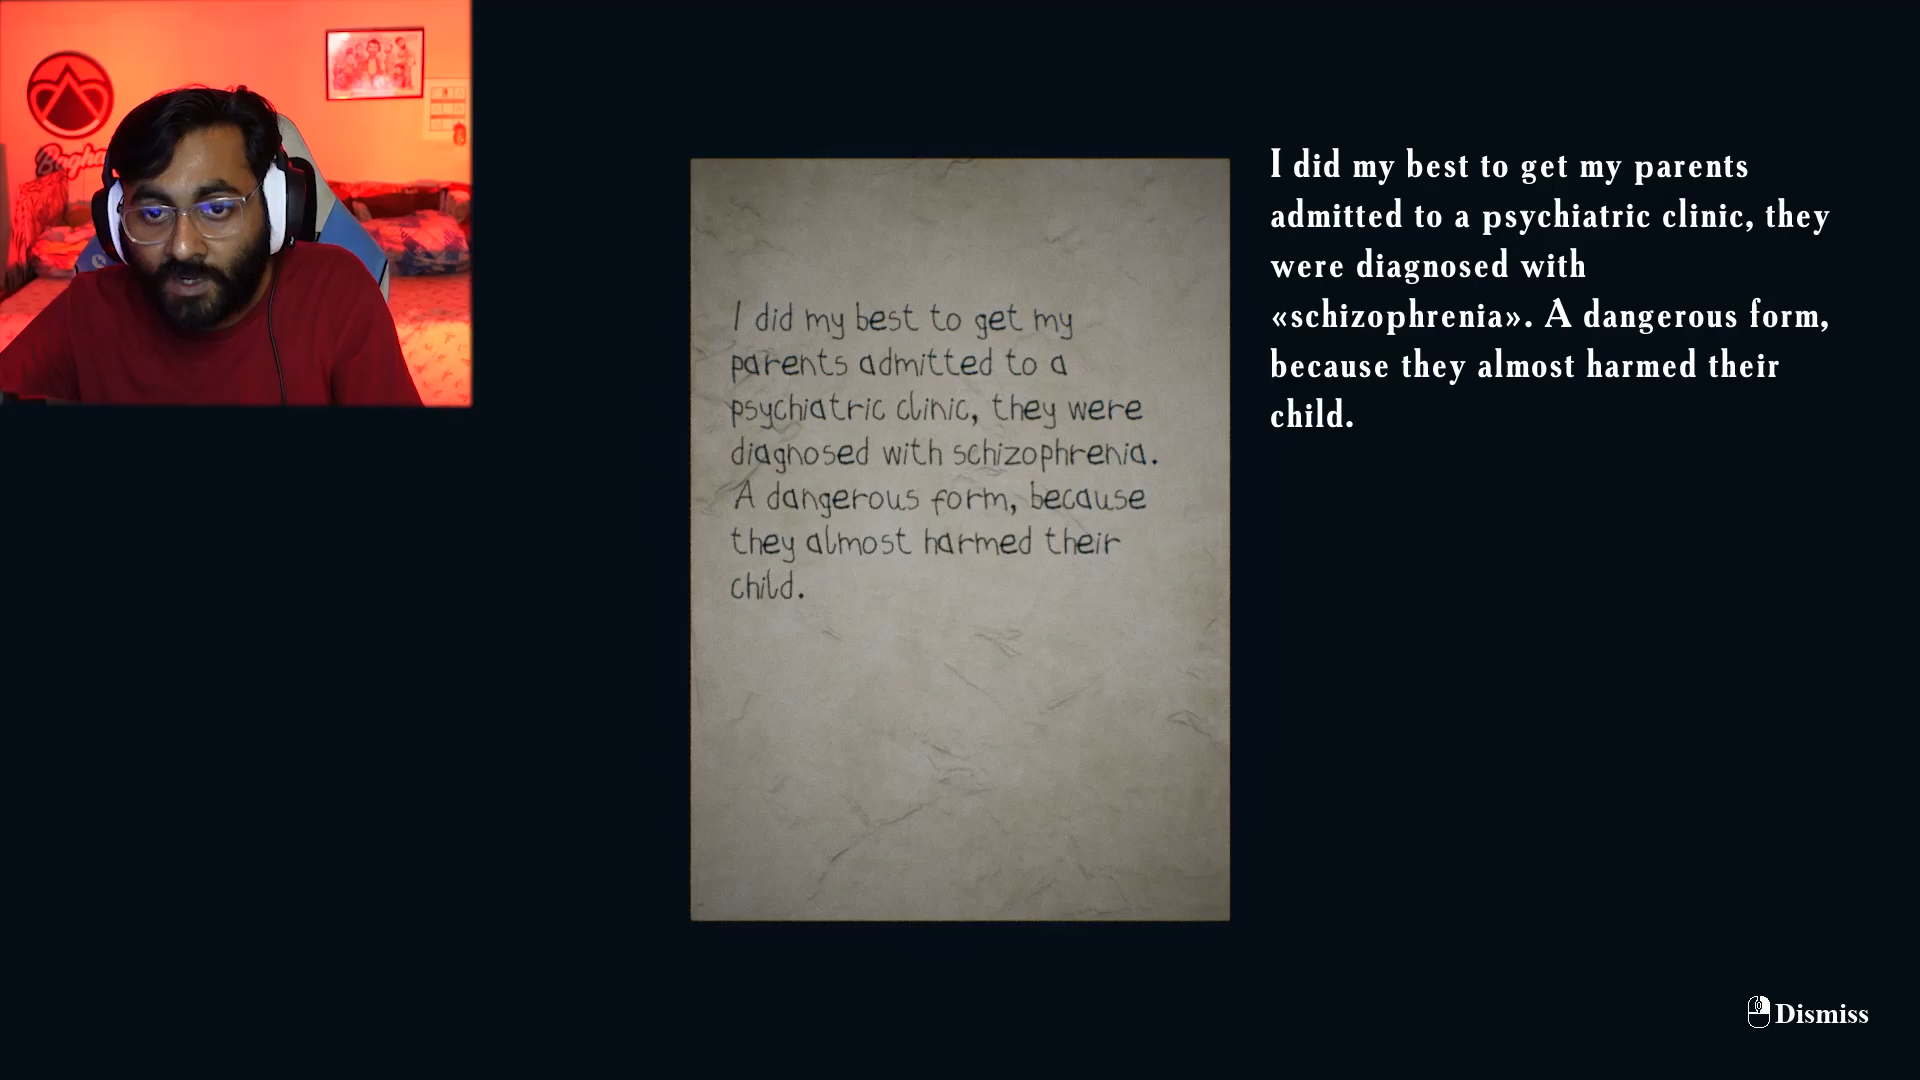 I did my best to get my
parents admitted to a
psychiatric clinic, they were
diagnosed with schizophrenia.
A dangerous form, because
they almost harmed their
child.
I did my best to get my parents
admitted to a psychiatric clinic, they
were diagnosed with
«schizophrenia». A dangerous form,
because they almost harmed their
child.
Dismiss